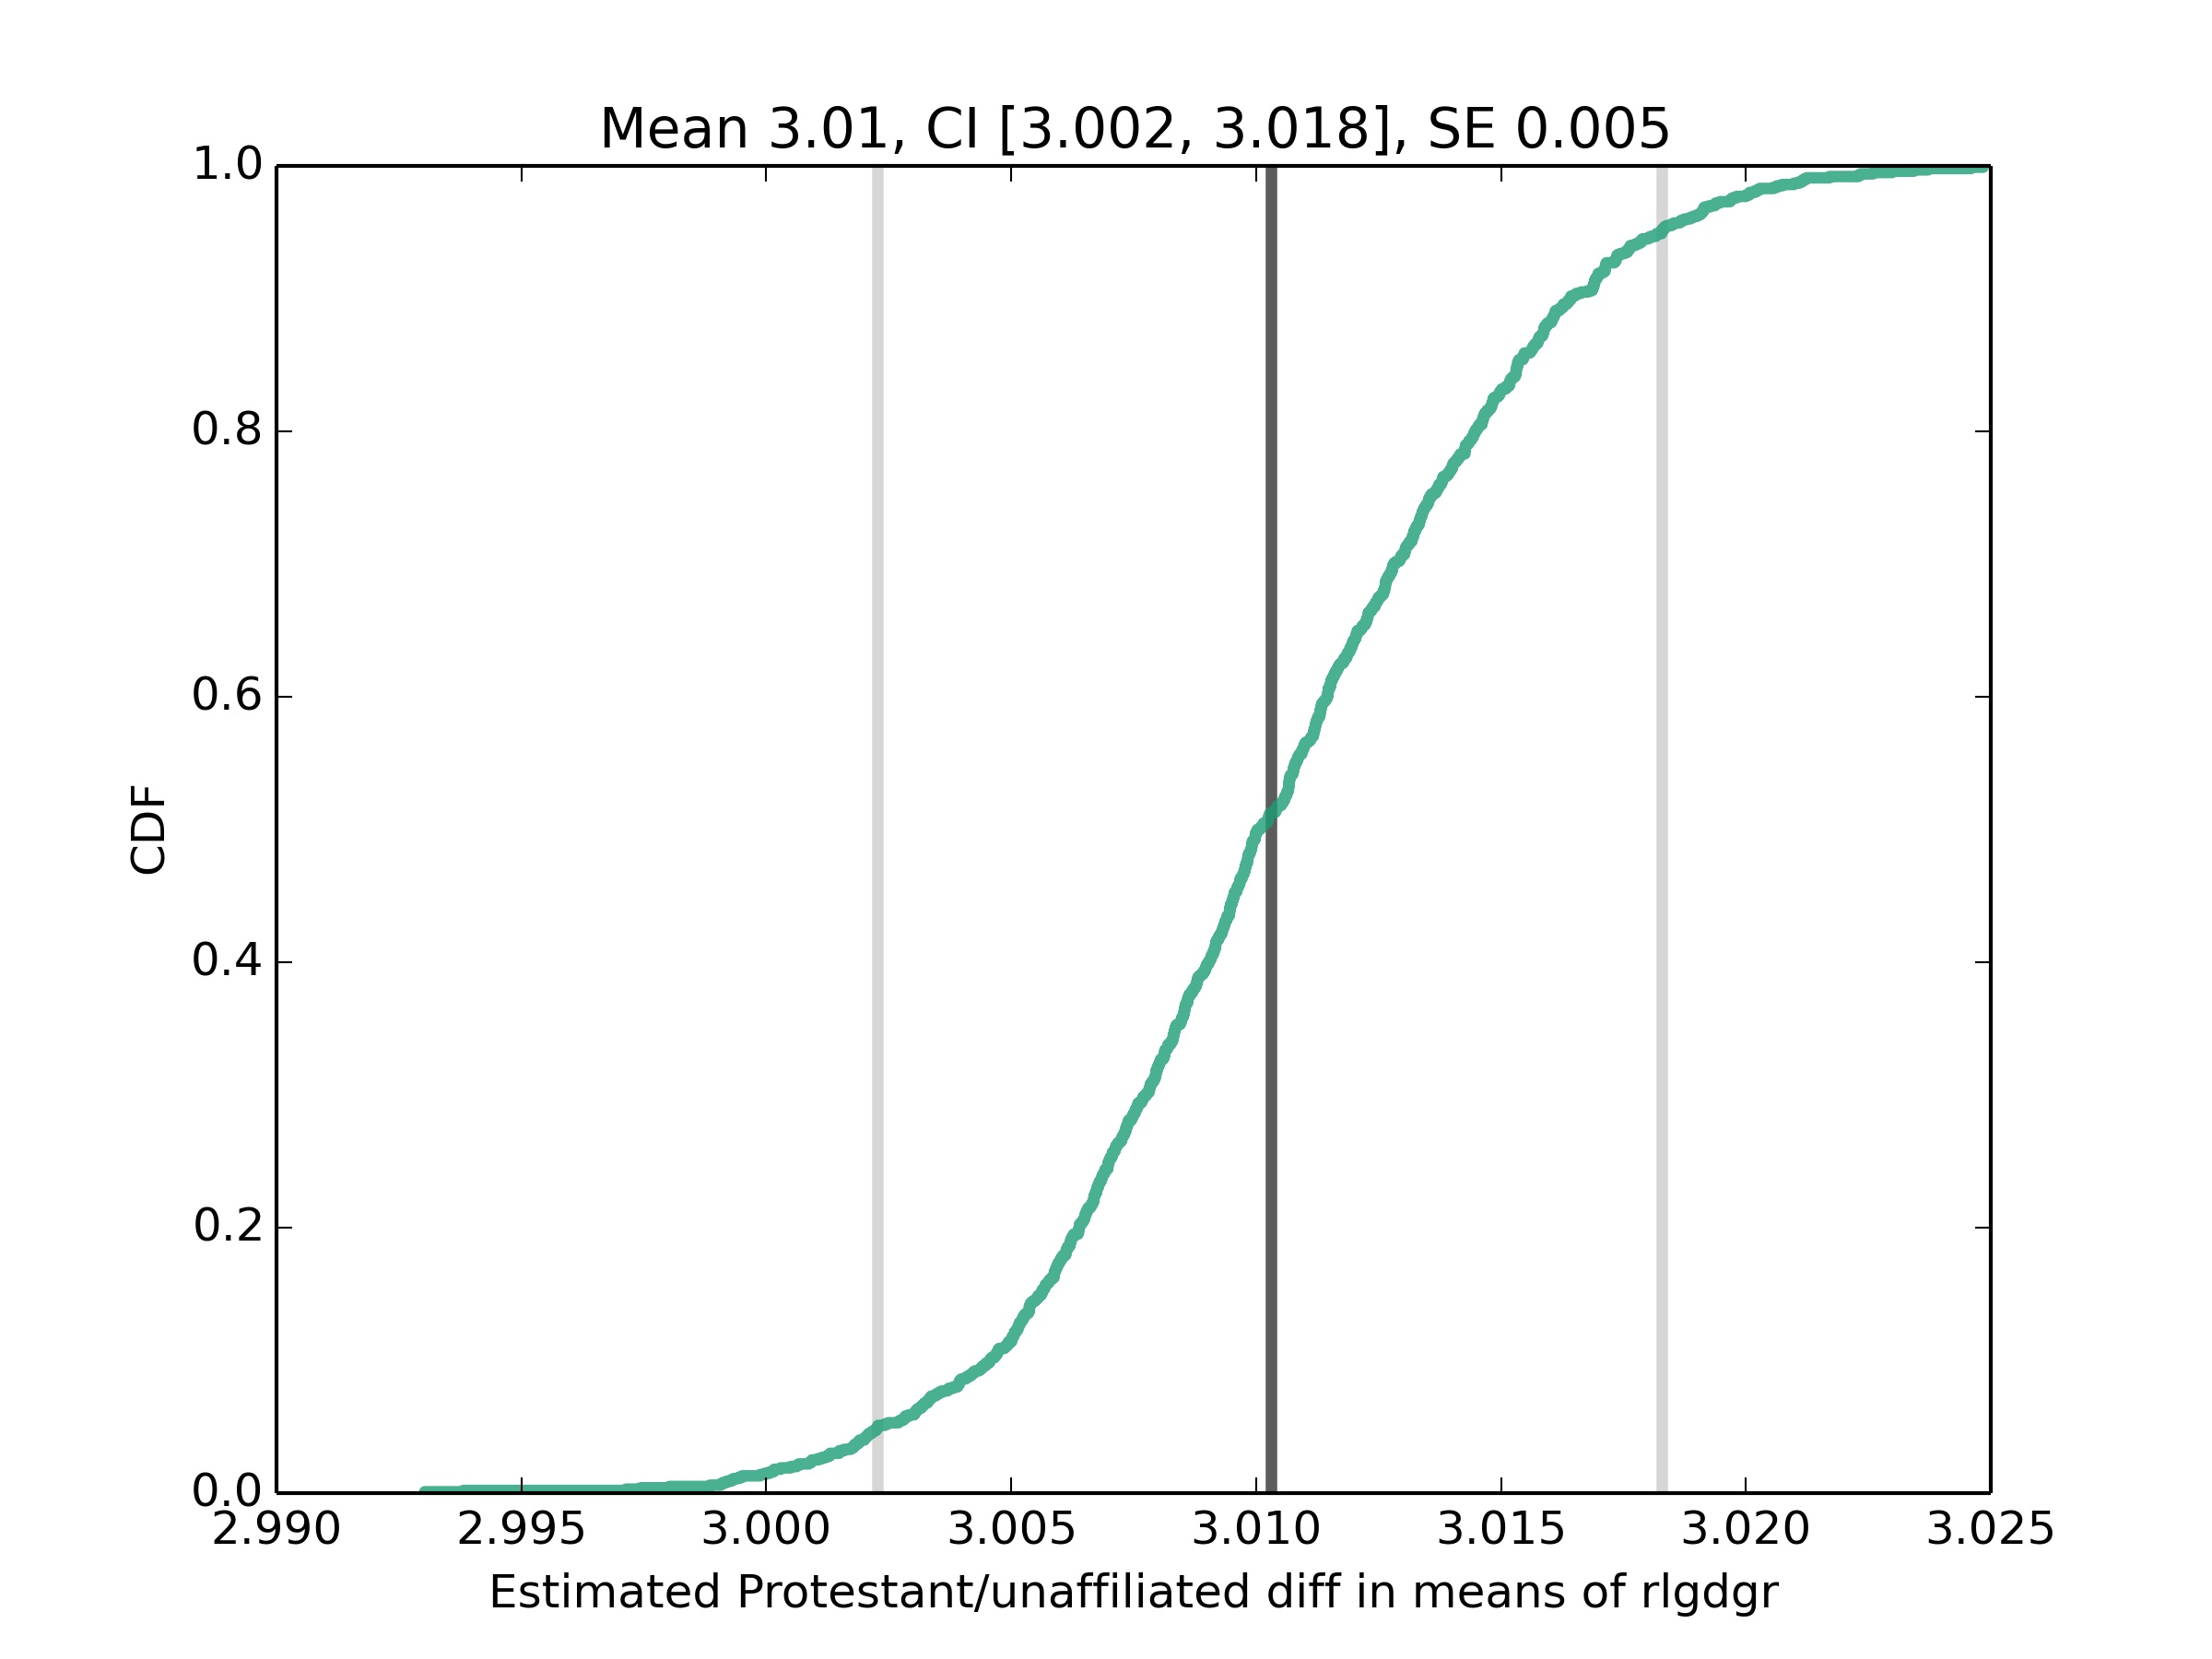 Mean 3.01, CI [3.002, 3.018], SE 0.005
1.0
0.8
0.6
0.4
0.2
0.0
CDF
2.990 2.995 3.000 3.005 3.010 3.015 3.020 3.025
Estimated Protestant/unaffiliated diff in means of rlgdgr